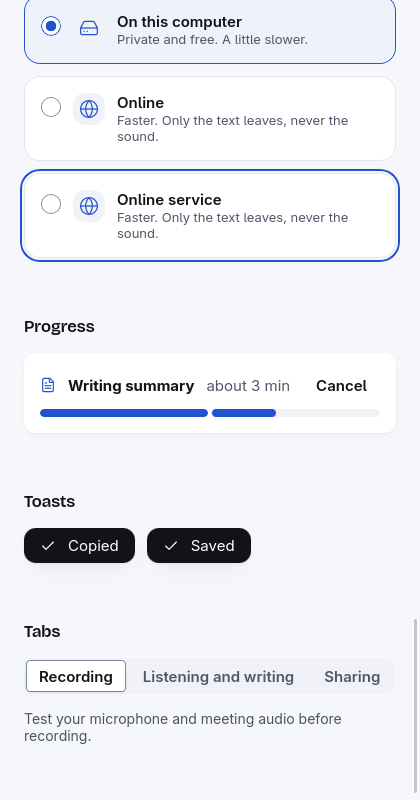 On this computer
Private and free. A little slower.
Online
Faster. Only the text leaves, never the
sound.
Online service
Faster. Only the text leaves, never the
sound.
Progress
Writing summary about 3 min Cancel
Toasts
Copied Saved
Tabs
Recording Listening and writing Sharing
Test your microphone and meeting audio before
recording.